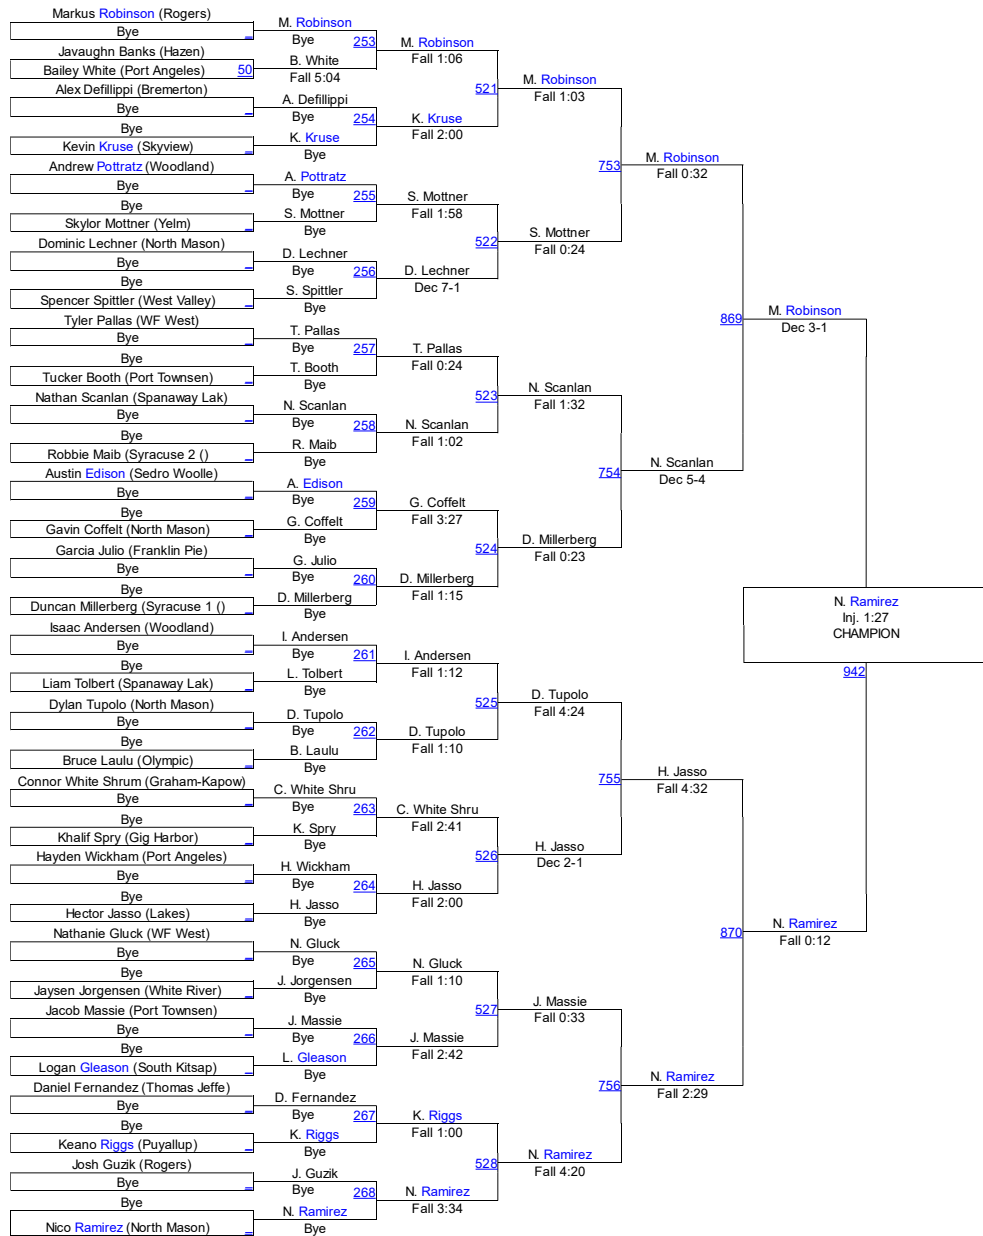 Markus Robinson (Rogers)
Bye
Javaughn Banks (Hazen)
Bailey White (Port Angeles) 50
Alex Defillippi (Bremerton)
Bye
Bye
Kevin Kruse (Skyview)
Andrew Pottratz (Woodland)
Bye
Bye
Skylor Mottner (Yelm)
Dominic Lechner (North Mason)
Bye
Bye
Spencer Spittler (West Valley)
Tyler Pallas (WF West)
Bye
Bye
Tucker Booth (Port Townsen)
Nathan Scanlan (Spanaway Lak)
Bye
Bye
Robbie Maib (Syracuse 2 ()
Austin Edison (Sedro Woolle)
Bye
Bye
Gavin Coffelt (North Mason)
Garcia Julio (Franklin Pie)
Bye
Bye
Duncan Millerberg (Syracuse 1 ()
Isaac Andersen (Woodland)
Bye
Bye
Liam Tolbert (Spanaway Lak)
Dylan Tupolo (North Mason)
Bye
Bye
Bruce Laulu (Olympic)
Connor White Shrum (Graham-Kapow)
Bye
Bye
Khalif Spry (Gig Harbor)
Hayden Wickham (Port Angeles)
Bye
Bye
Hector Jasso (Lakes)
Nathanie Gluck (WF West)
Bye
Bye
Jaysen Jorgensen (White River)
Jacob Massie (Port Townsen)
Bye
Bye
Logan Gleason (South Kitsap)
Daniel Fernandez (Thomas Jeffe)
Bye
Bye
Keano Riggs (Puyallup)
Josh Guzik (Rogers)
Bye
Bye
Nico Ramirez (North Mason)
M. Robinson
Bye 253
B. White
Fall 5:04
A. Defillippi
Bye 254
K. Kruse
Bye
A. Pottratz
Bye 255
S. Mottner
Bye
D. Lechner
Bye 256
S. Spittler
Bye
T. Pallas
Bye 257
T. Booth
Bye
N. Scanlan
Bye 258
R. Maib
Bye
A. Edison
Bye 259
G. Coffelt
Bye
G. Julio
Bye 260
D. Millerberg
Bye
I. Andersen
Bye 261
L. Tolbert
Bye
D. Tupolo
Bye 262
B. Laulu
Bye
C. White Shru
Bye 263
K. Spry
Bye
H. Wickham
Bye 264
H. Jasso
Bye
N. Gluck
Bye 265
J. Jorgensen
Bye
J. Massie
Bye 266
L. Gleason
Bye
D. Fernandez
Bye 267
K. Riggs
Bye
J. Guzik
Bye 268
N. Ramirez
Bye
M. Robinson
Fall 1:06
521
K. Kruse
Fall 2:00
S. Mottner
Fall 1:58
522
D. Lechner
Dec 7-1
T. Pallas
Fall 0:24
523
N. Scanlan
Fall 1:02
G. Coffelt
Fall 3:27
524
D. Millerberg
Fall 1:15
I. Andersen
Fall 1:12
525
D. Tupolo
Fall 1:10
C. White Shru
Fall 2:41
526
H. Jasso
Fall 2:00
N. Gluck
Fall 1:10
527
J. Massie
Fall 2:42
K. Riggs
Fall 1:00
528
N. Ramirez
Fall 3:34
M. Robinson
Fall 1:03
753
S. Mottner
Fall 0:24
N. Scanlan
Fall 1:32
754
D. Millerberg
Fall 0:23
D. Tupolo
Fall 4:24
755
H. Jasso
Dec 2-1
J. Massie
Fall 0:33
756
N. Ramirez
Fall 4:20
M. Robinson
Fall 0:32
869
N. Scanlan
Dec 5-4
H. Jasso
Fall 4:32
870
N. Ramirez
Fall 2:29
M. Robinson
Dec 3-1
N. Ramirez
Inj. 1:27
CHAMPION
942
N. Ramirez
Fall 0:12